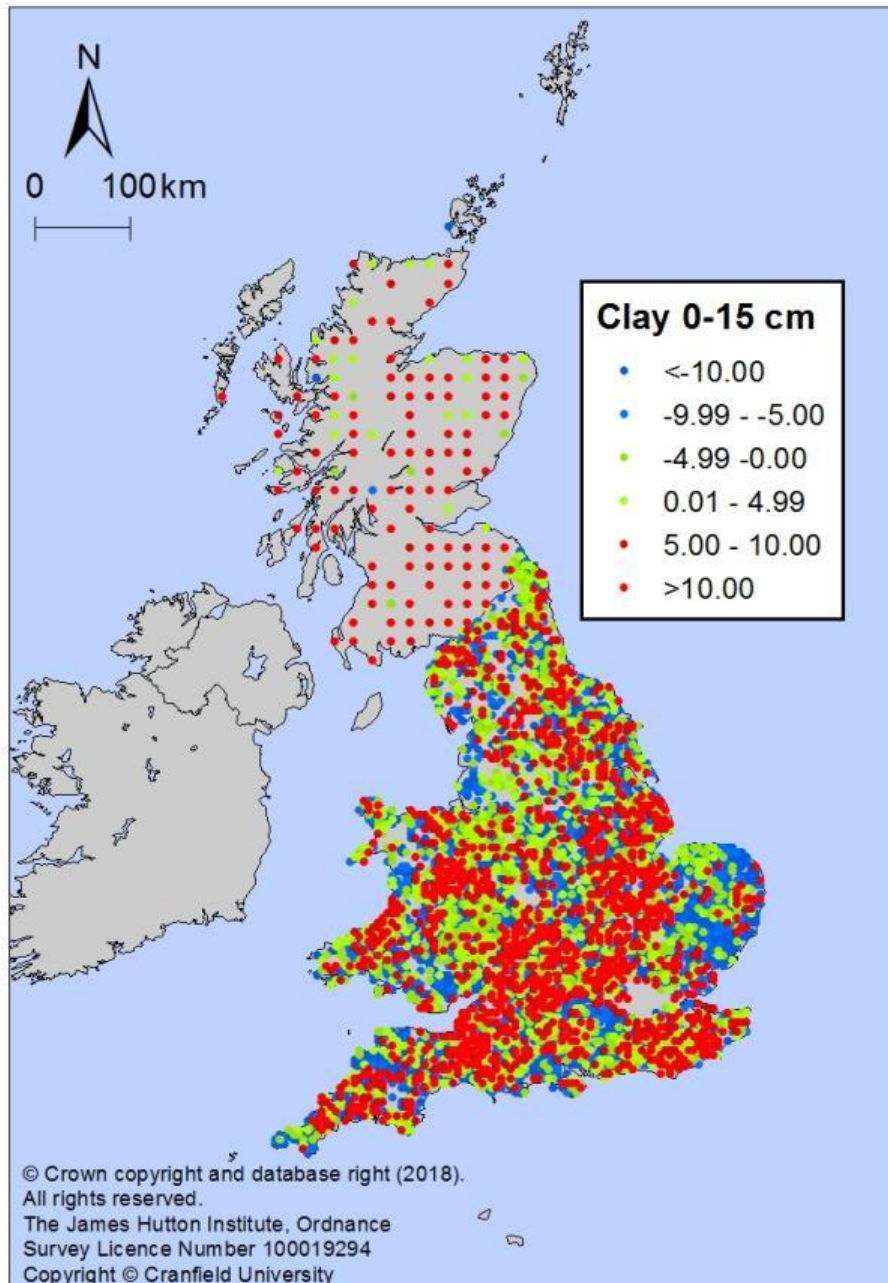 N
0 100km
Clay 0-15 cm
<-10.00
-9.99 - -5.00
-4.99 -0.00
0.01 - 4.99
5.00 - 10.00
>10.00
© Crown copyright and database right (2018).
All rights reserved.
The James Hutton Institute, Ordnance
Survey Licence Number 100019294
Copyright © Cranfield University